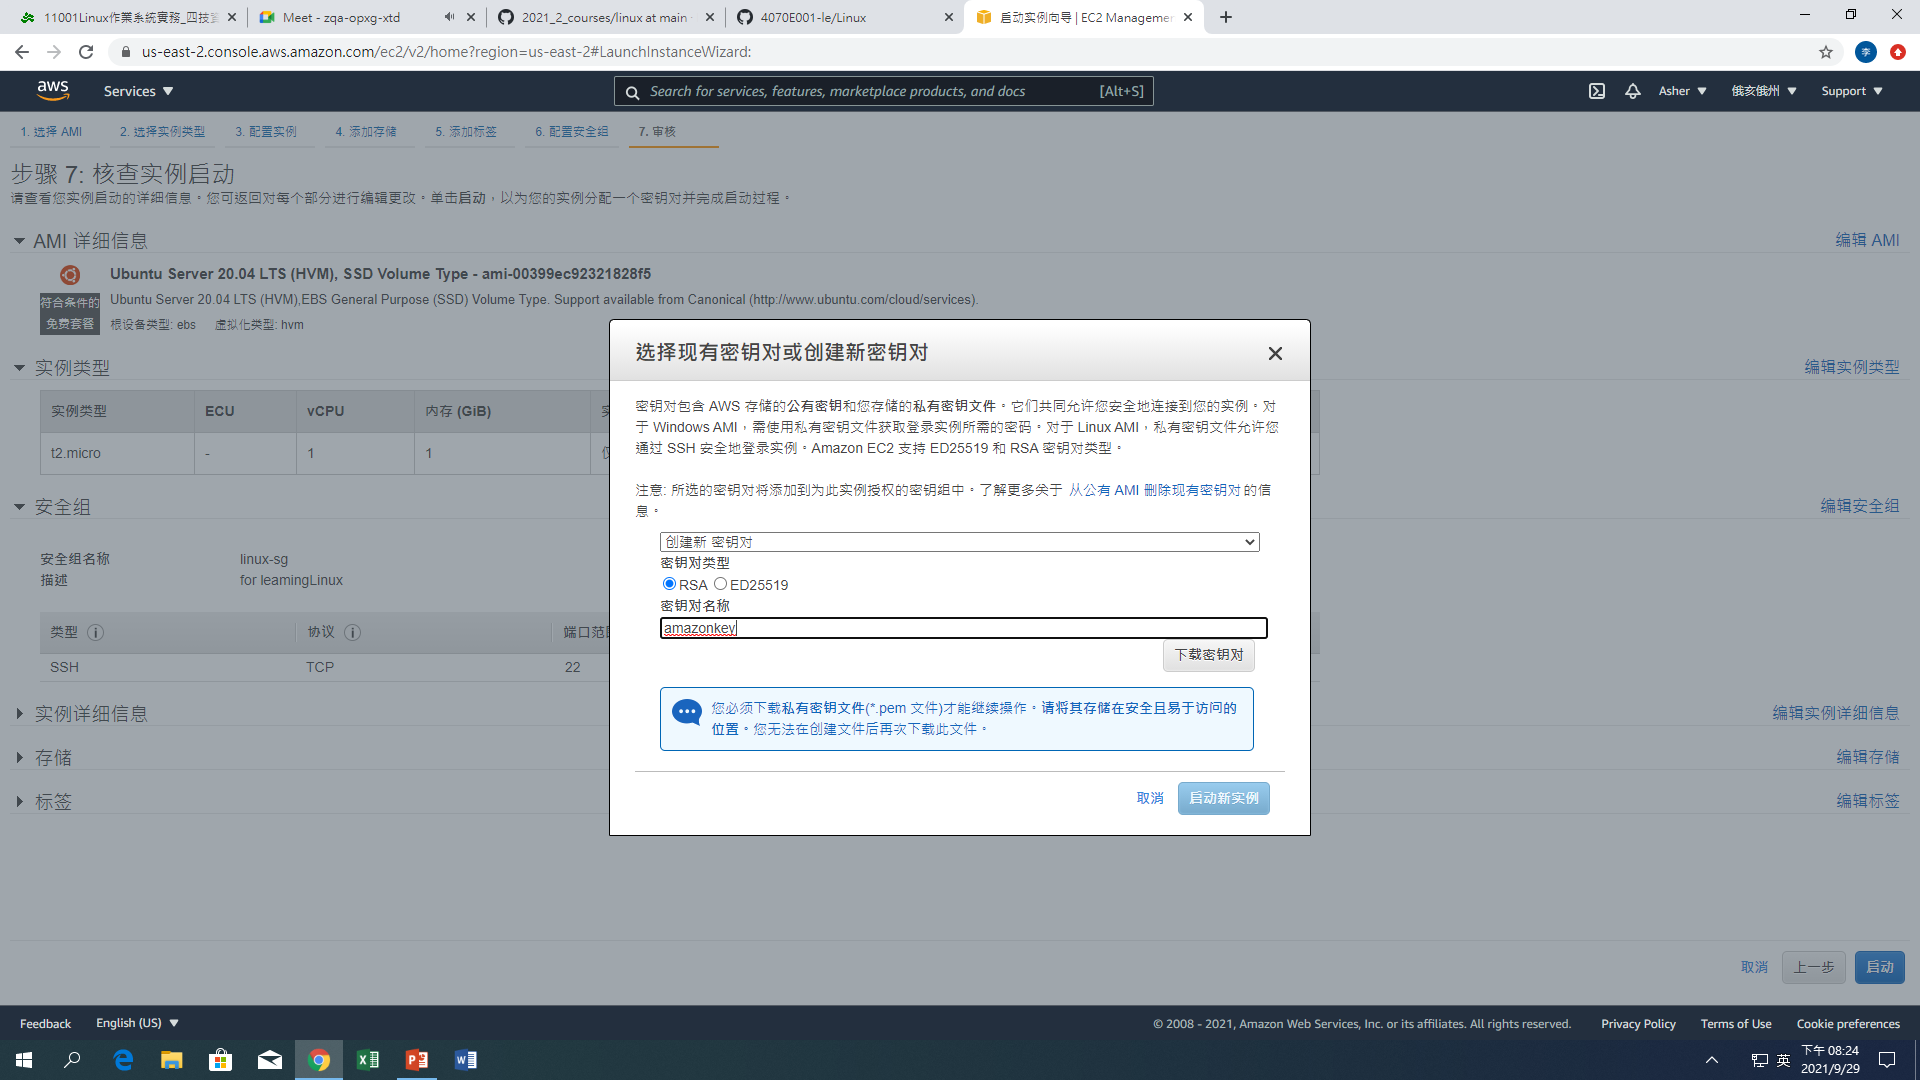 11001Linux作業系統實務_四技資
Meet - zqa-opxg-xtd
2021_2_courses/linux at main ·
4070E001-le/Linux
启动实例向导 | EC2 Managemen
us-east-2.console.aws.amazon.com/ec2/v2/home?region=us-east-2#LaunchInstanceWizard:
李
aws
Services
Search for services, features, marketplace products, and docs
[Alt+S]
Asher
俄亥俄州
Support
1. 选择 AMI
2. 选择实例类型
3. 配置实例
4. 添加存储
5. 添加标签
6. 配置安全组
7. 审核
步骤 7: 核查实例启动
请查看您实例启动的详细信息。您可返回对每个部分进行编辑更改。单击启动，以为您的实例分配一个密钥对并完成启动过程。
AMI 详细信息
编辑 AMI
Ubuntu Server 20.04 LTS (HVM), SSD Volume Type - ami-00399ec92321828f5
符合条件的
免费套餐
Ubuntu Server 20.04 LTS (HVM),EBS General Purpose (SSD) Volume Type. Support available from Canonical (http://www.ubuntu.com/cloud/services).
根设备类型: ebs 虚拟化类型: hvm
实例类型
编辑实例类型
实例类型
ECU
vCPU
内存 (GiB)
t2.micro
-
1
1
安全组
编辑安全组
安全组名称
linux-sg
描述
for learningLinux
类型
协议
端口范围
SSH
TCP
22
实例详细信息
编辑实例详细信息
存储
编辑存储
标签
编辑标签
选择现有密钥对或创建新密钥对
密钥对包含 AWS 存储的公有密钥和您存储的私有密钥文件。它们共同允许您安全地连接到您的实例。对
于 Windows AMI，需使用私有密钥文件获取登录实例所需的密码。对于 Linux AMI，私有密钥文件允许您
通过 SSH 安全地登录实例。Amazon EC2 支持 ED25519 和 RSA 密钥对类型。
注意: 所选的密钥对将添加到为此实例授权的密钥组中。了解更多关于 从公有 AMI 删除现有密钥对 的信
息。
创建新 密钥对
密钥对类型
RSA
ED25519
密钥对名称
amazonkey
下载密钥对
您必须下载私有密钥文件(*.pem 文件)才能继续操作。请将其存储在安全且易于访问的
位置。您无法在创建文件后再次下载此文件。
取消
启动新实例
取消
上一步
启动
Feedback
English (US)
© 2008 - 2021, Amazon Web Services, Inc. or its affiliates. All rights reserved.
Privacy Policy
Terms of Use
Cookie preferences
英
下午 08:24
2021/9/29